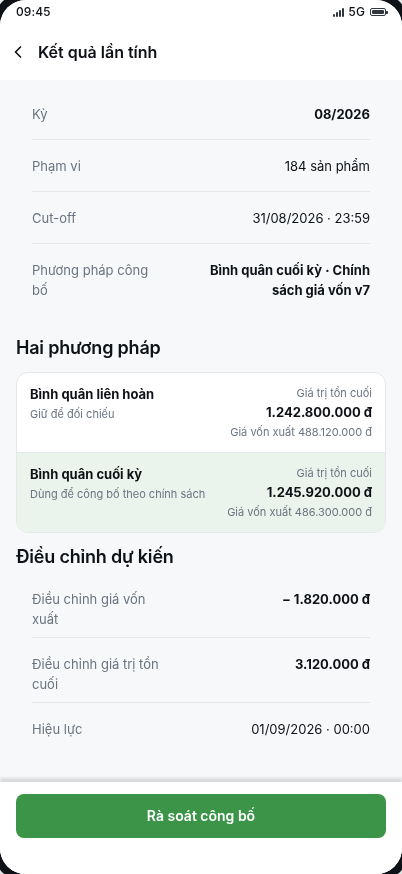 09:45
5G
Kết quả lần tính
Kỳ
08/2026
Phạm vi
184 sản phẩm
Cut-off
31/08/2026 · 23:59
Phương pháp công
bố
Bình quân cuối kỳ · Chính
sách giá vốn v7
Hai phương pháp
Bình quân liên hoàn
Giữ để đối chiếu
Giá trị tồn cuối
1.242.800.000 đ
Giá vốn xuất 488.120.000 đ
Bình quân cuối kỳ
Dùng để công bố theo chính sách
Giá trị tồn cuối
1.245.920.000 đ
Giá vốn xuất 486.300.000 đ
Điều chỉnh dự kiến
Điều chỉnh giá vốn
xuất
− 1.820.000 đ
Điều chỉnh giá trị tồn
cuối
3.120.000 đ
Hiệu lực
01/09/2026 · 00:00
Rà soát công bố